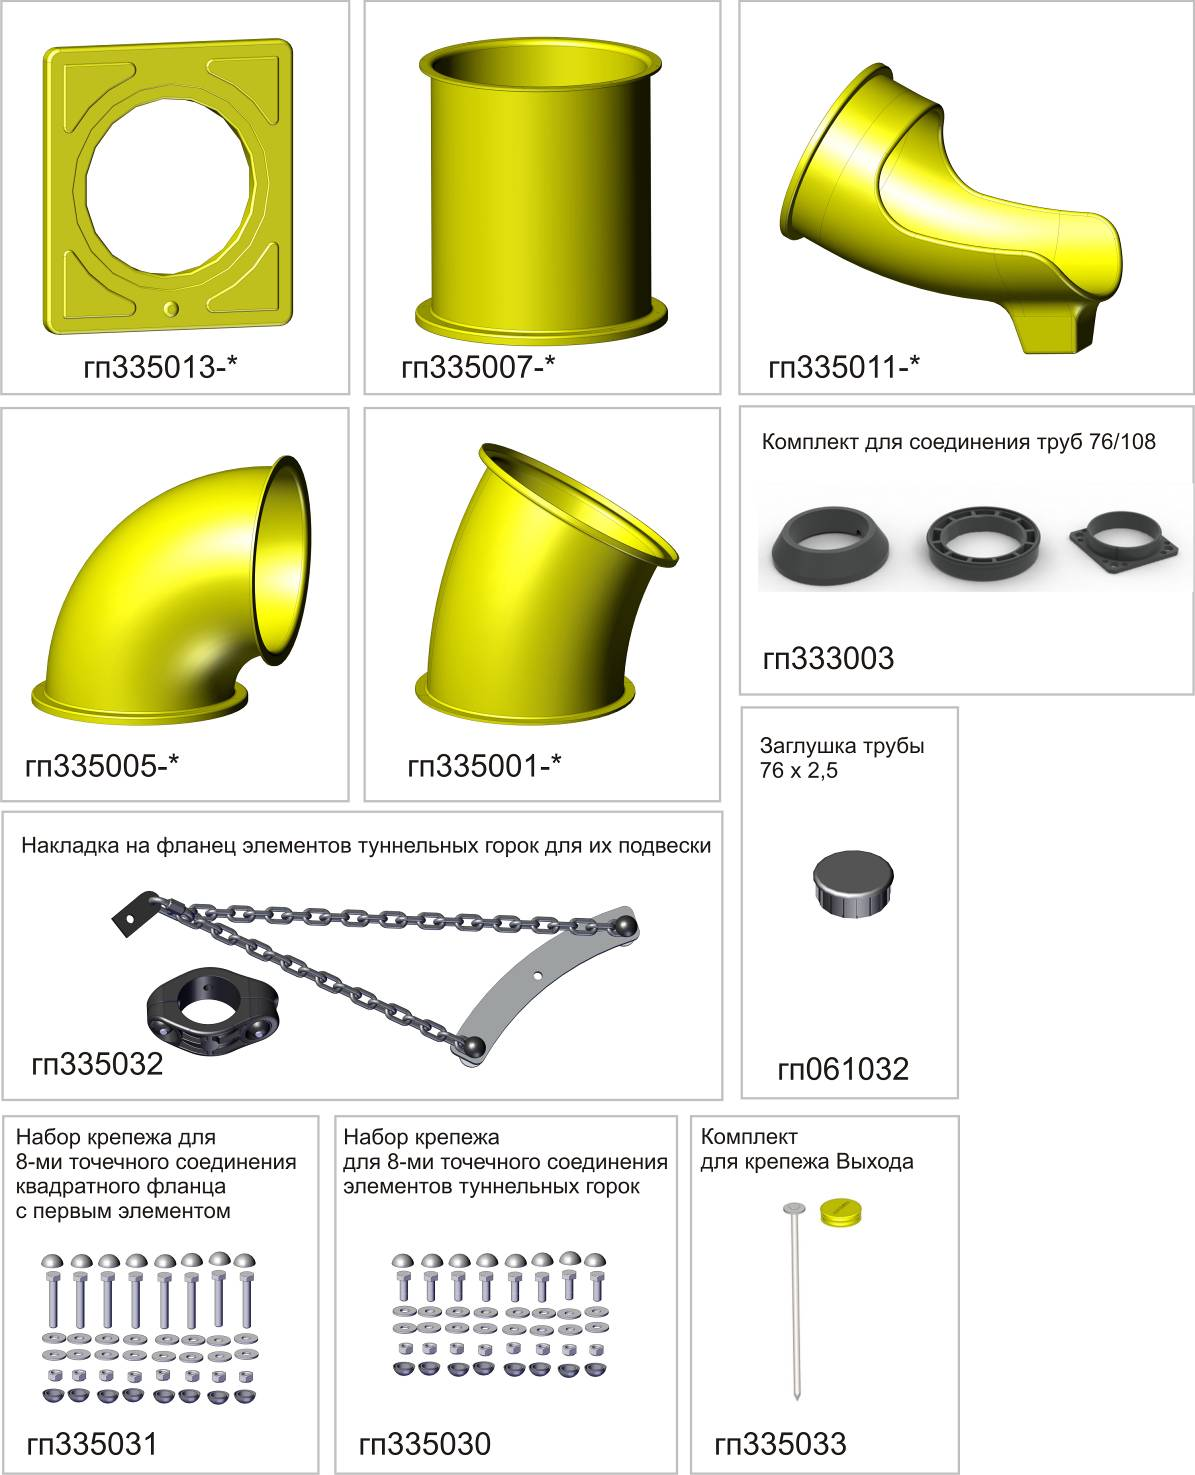 гп335013-*
гп335007-*
гп335011-*
гп335005-*
гп335001-*
Комплект для соединения труб 76/108
гп333003
Заглушка трубы
76 х 2,5
гп061032
Накладка на фланец элементов туннельных горок для их подвески
гп335032
Набор крепежа для
8-ми точечного соединения
квадратного фланца
с первым элементом
гп335031
Набор крепежа
для 8-ми точечного соединения
элементов туннельных горок
гп335030
Комплект
для крепежа Выхода
гп335033